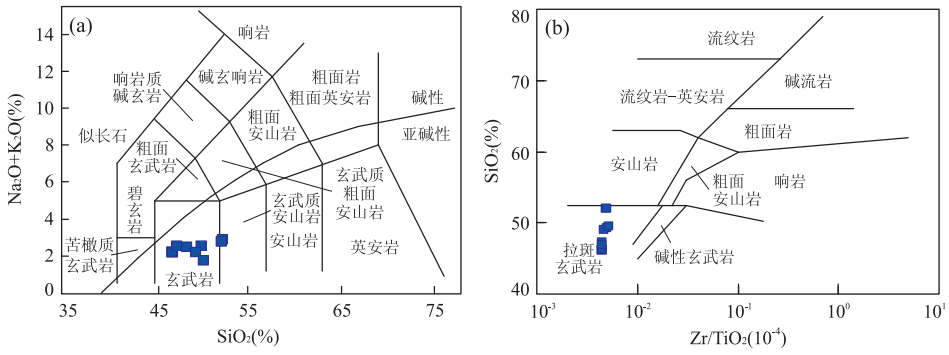 (a)
响岩
14
12
10
8
6
4
2
0
Na₂O+K₂O(%)
响岩质
碱玄岩
碱玄响岩
粗面岩
粗面英安岩
碱性
亚碱性
似长石
粗面
玄武岩
粗面
安山岩
碧
玄
岩
玄武质
安山岩
玄武质
粗面
安山岩
苦橄质
玄武岩
玄武岩
安山岩
英安岩
35
45
55
65
75
SiO₂(%)
(b)
80
70
60
50
40
SiO₂(%)
流纹岩
流纹岩-英安岩
碱流岩
粗面岩
安山岩
粗面
安山岩
响岩
拉斑
玄武岩
碱性玄武岩
10⁻³
10⁻²
10⁻¹
10⁰
10¹
Zr/TiO₂(10⁻⁴)